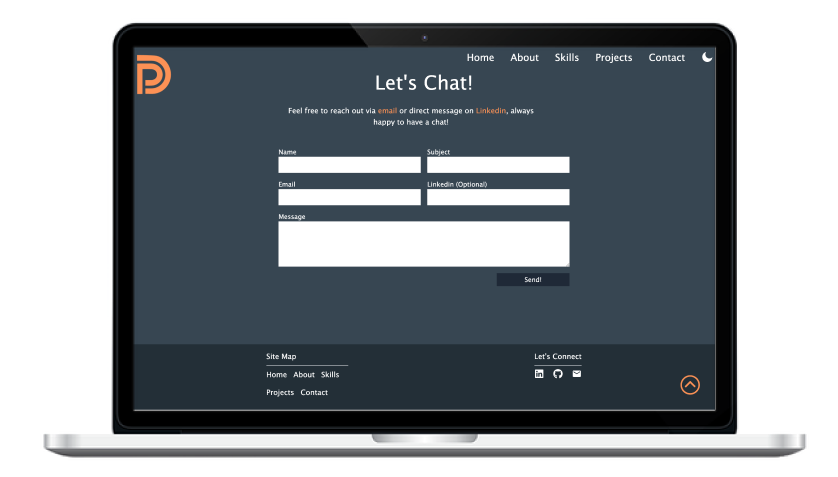 Home About Skills Projects Contact
Let's Chat!
Feel free to reach out via email or direct message on Linkedin, always
happy to have a chat!
Name Subject
Email Linkedin (Optional)
Message
Send!
Site Map Let's Connect
Home About Skills
Projects Contact